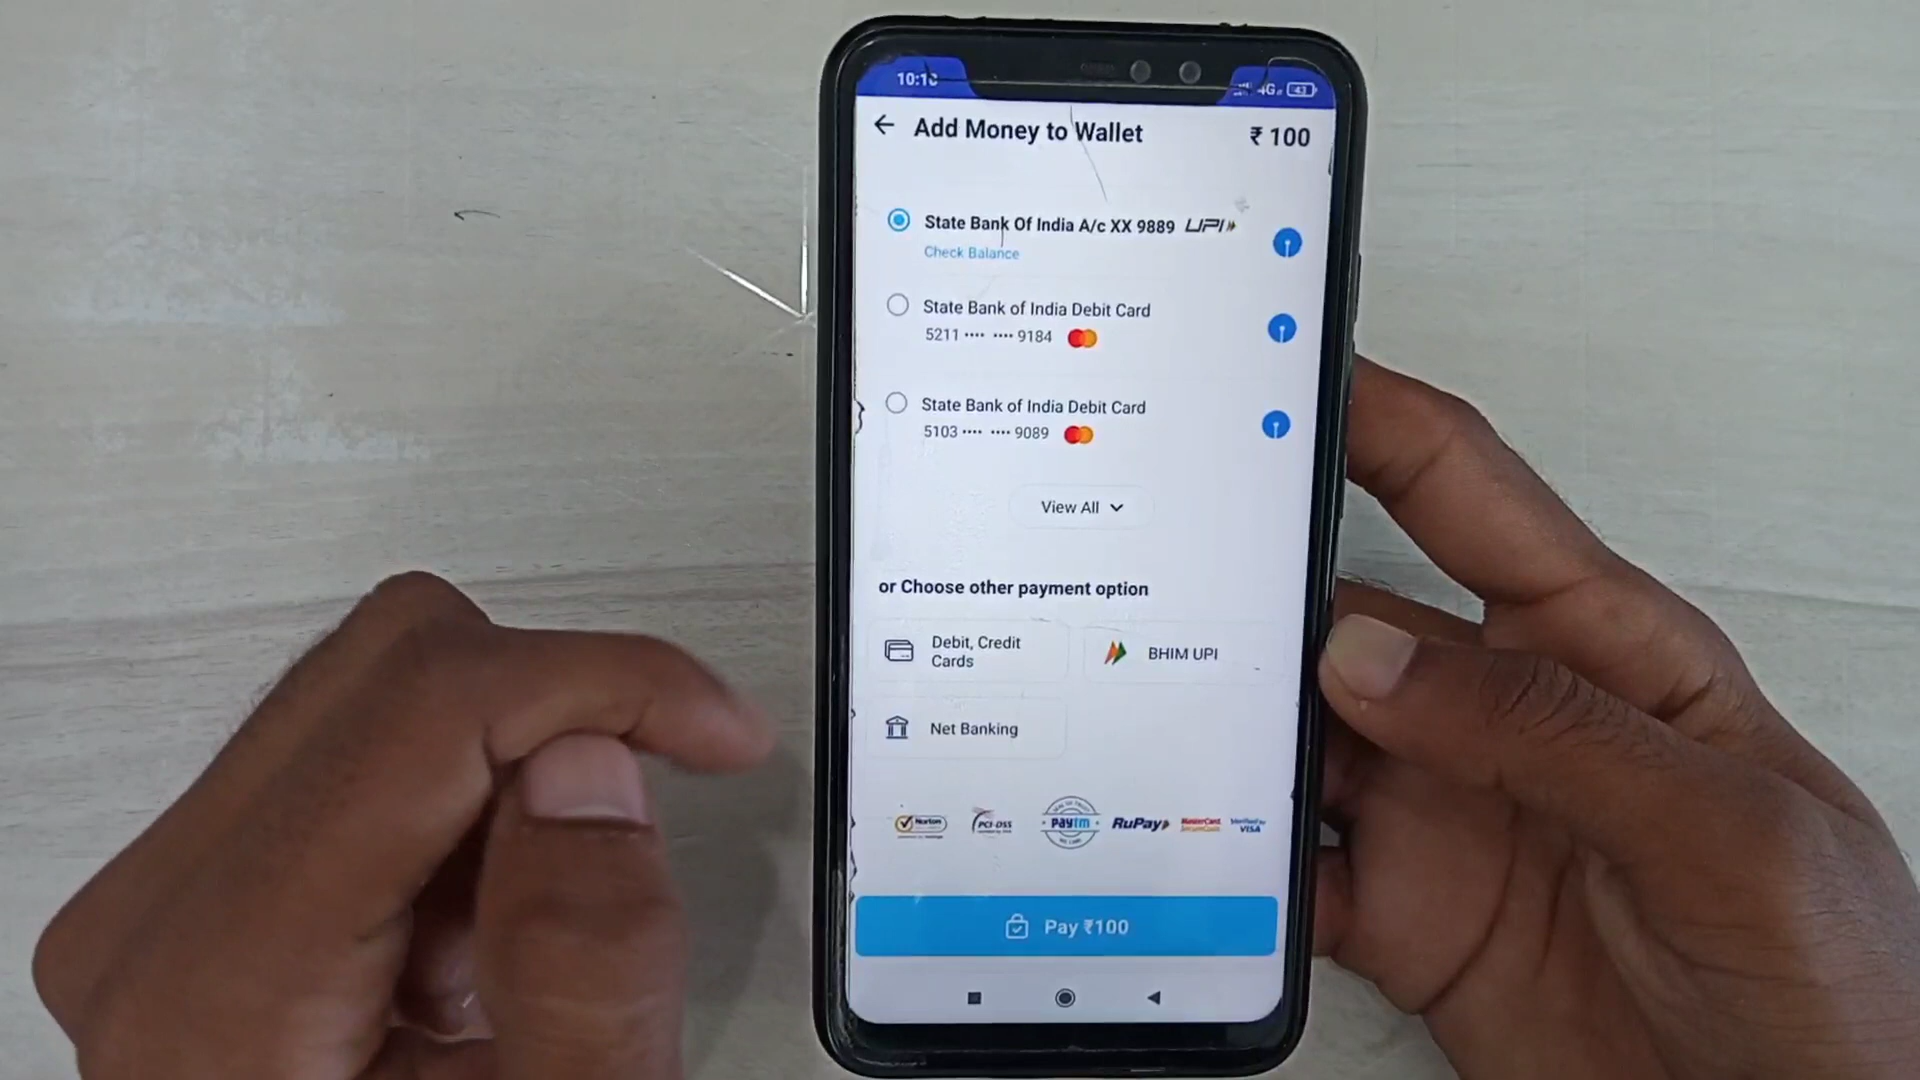 10:18
4G 43
Add Money to Wallet
₹ 100
State Bank Of India A/c XX 9889 UPI
Check Balance
State Bank of India Debit Card
5211 •••• •••• 9184
State Bank of India Debit Card
5103 •••• •••• 9089
View All
or Choose other payment option
Debit, Credit
Cards
BHIM UPI
Net Banking
Norton
PCI-DSS
paytm
RuPay
MasterCard.
SecureCode.
Verified by
VISA
Pay ₹100